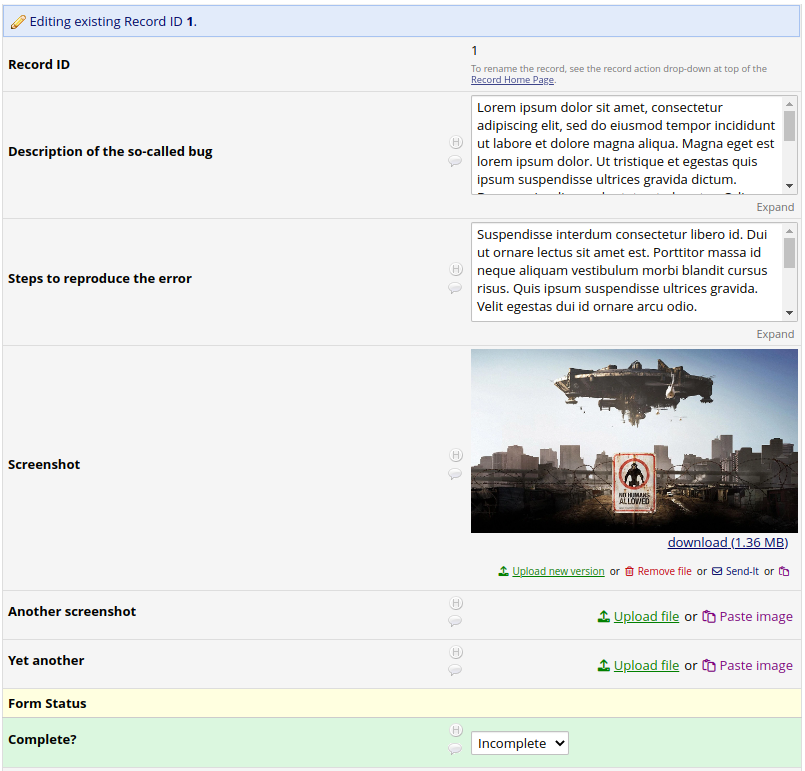 Editing existing Record ID 1.
Record ID
1
To rename the record, see the record action drop-down at top of the
Record Home Page.
Description of the so-called bug
H
Lorem ipsum dolor sit amet, consectetur
adipiscing elit, sed do eiusmod tempor incididunt
ut labore et dolore magna aliqua. Magna eget est
lorem ipsum dolor. Ut tristique et egestas quis
ipsum suspendisse ultrices gravida dictum.
Expand
Steps to reproduce the error
H
Suspendisse interdum consectetur libero id. Dui
ut ornare lectus sit amet est. Porttitor massa id
neque aliquam vestibulum morbi blandit cursus
risus. Quis ipsum suspendisse ultrices gravida.
Velit egestas dui id ornare arcu odio.
Expand
Screenshot
H
NO HUMANS
ALLOWED
download (1.36 MB)
Upload new version or Remove file or Send-It or
Another screenshot
H
Upload file or Paste image
Yet another
H
Upload file or Paste image
Form Status
Complete?
H
Incomplete